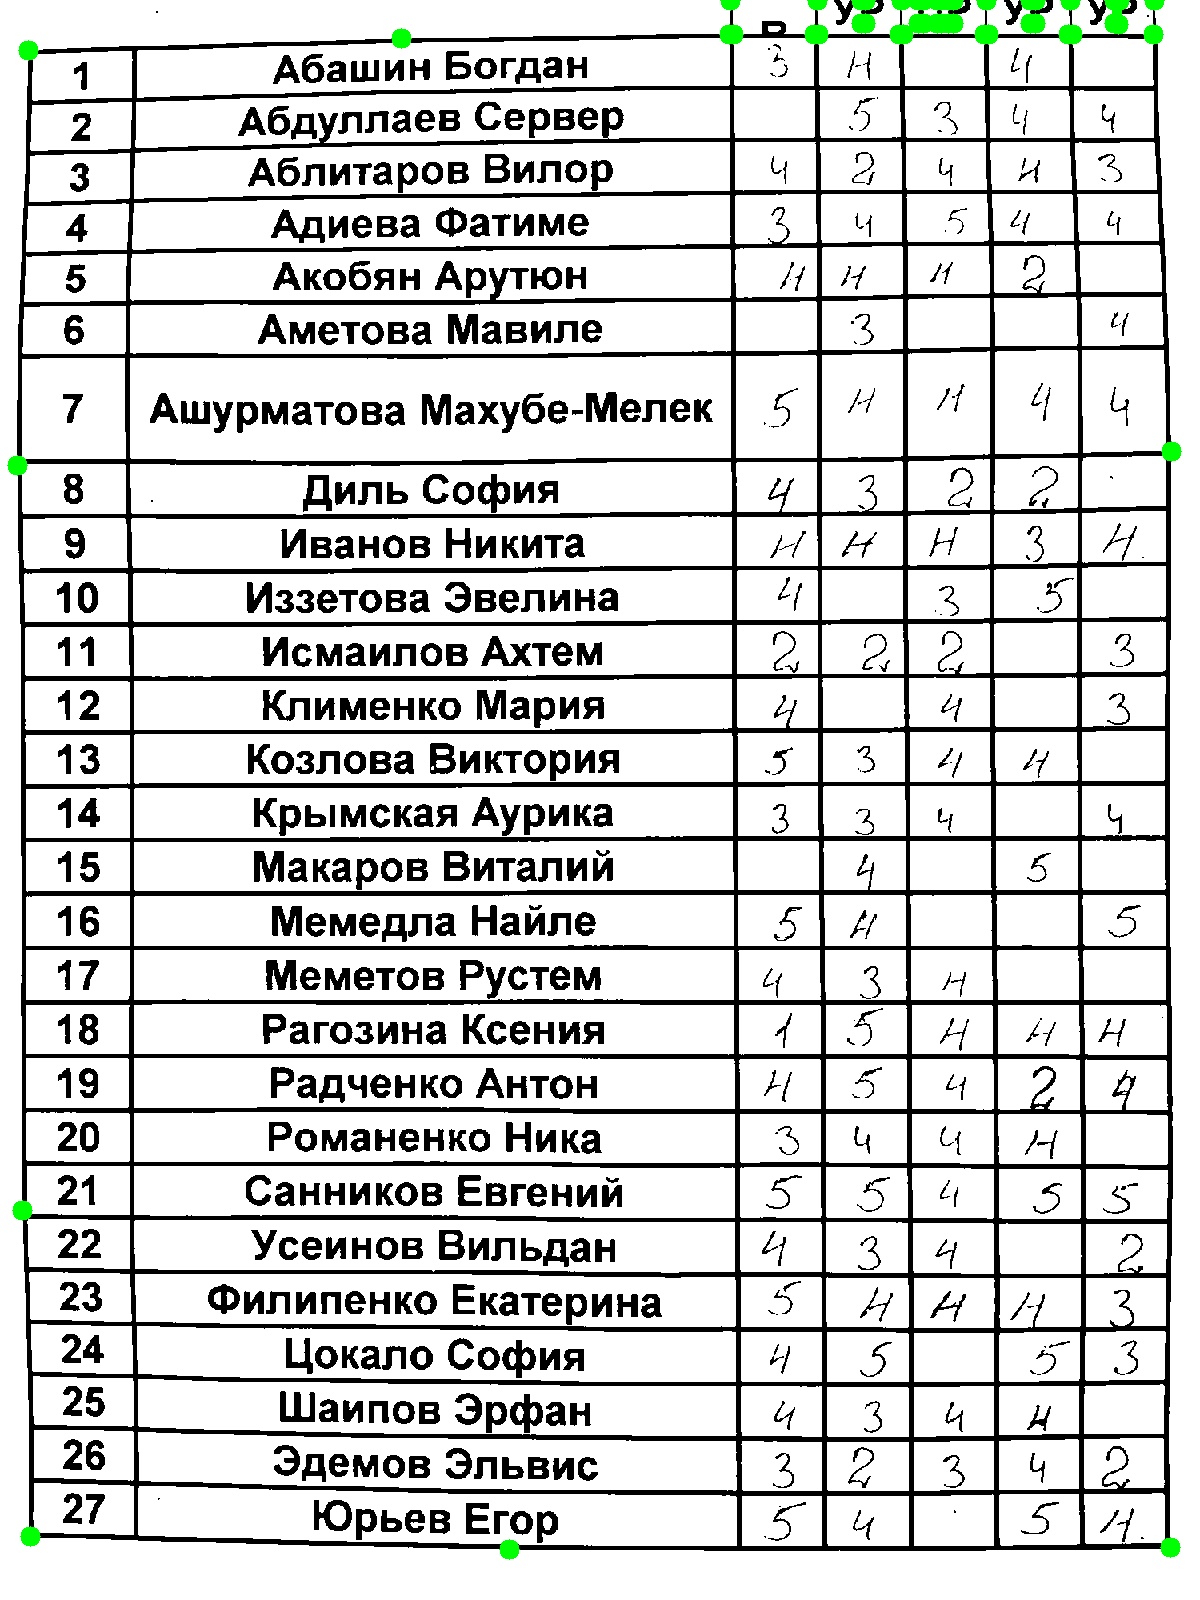 1 Абашин Богдан 3 Н 4
2 Абдуллаев Сервер 5 3 4 4
3 Аблитаров Вилор 4 2 4 Н 3
4 Адиева Фатиме 3 4 5 4 4
5 Акобян Арутюн Н Н Н 2
6 Аметова Мавиле 3 4
7 Ашурматова Махубе-Мелек 5 Н Н 4 4
8 Диль София 4 3 2 2
9 Иванов Никита Н Н Н 3 Н
10 Иззетова Эвелина 4 3 5
11 Исмаилов Ахтем 2 2 2 3
12 Клименко Мария 4 4 3
13 Козлова Виктория 5 3 4 Н
14 Крымская Аурика 3 3 4 4
15 Макаров Виталий 4 5
16 Мемедла Найле 5 Н 5
17 Меметов Рустем 4 3 Н
18 Рагозина Ксения 1 5 Н Н Н
19 Радченко Антон Н 5 4 2 4
20 Романенко Ника 3 4 4 Н
21 Санников Евгений 5 5 4 5 5
22 Усеинов Вильдан 4 3 4 2
23 Филипенко Екатерина 5 Н Н Н 3
24 Цокало София 4 5 5 3
25 Шаипов Эрфан 4 3 4 Н
26 Эдемов Эльвис 3 2 3 4 2
27 Юрьев Егор 5 4 5 Н